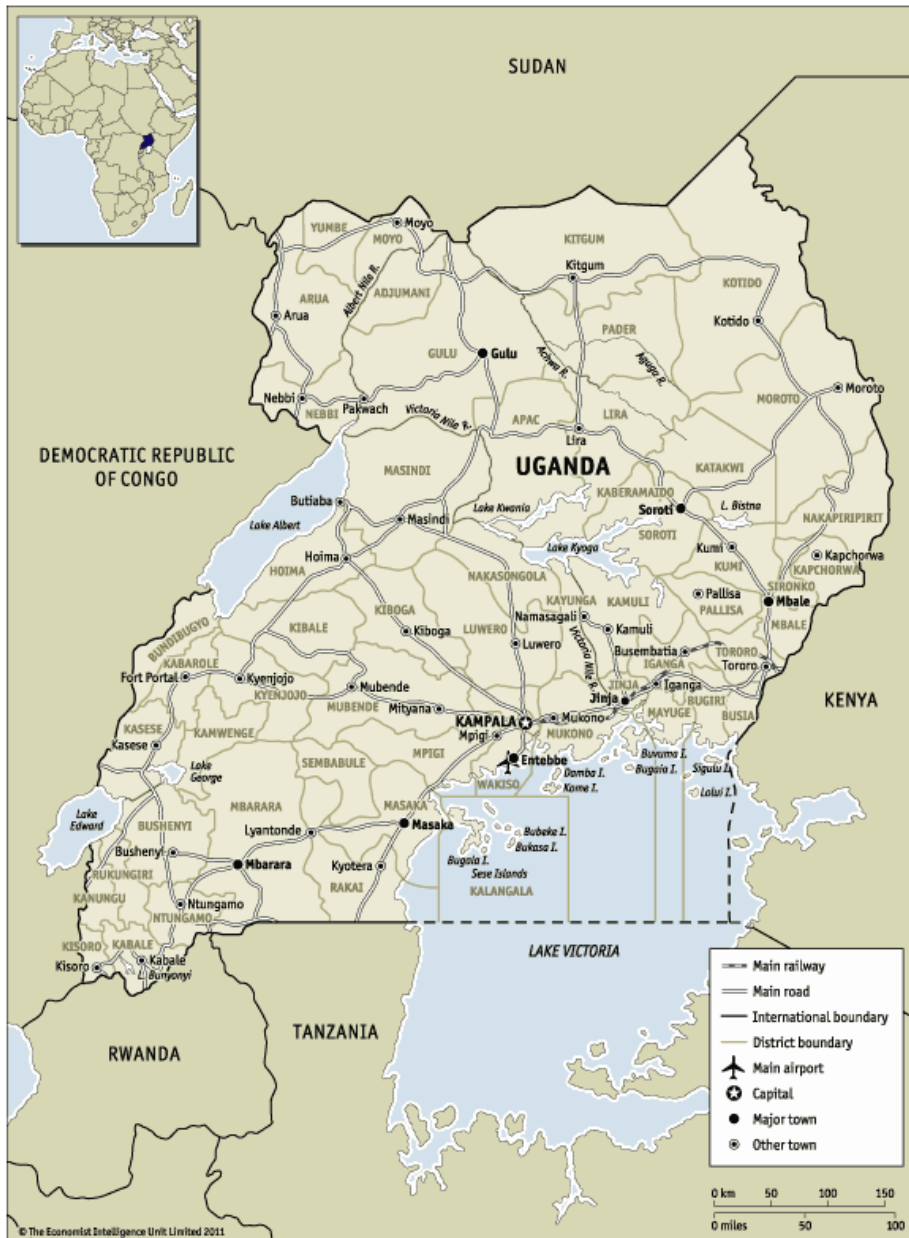 SUDAN
YUMBE
Moyo
MOYO
KITGUM
Albert Nile R.
ADJUMANI
Kitgum
KOTIDO
ARUA
Arua
Kotido
PADER
GULU
Gulu
Achwa R.
Aguga R.
Nebbi
NEBBI
Pakwach
Moroto
MOROTO
Victoria Nile R.
APAC
LIRA
Lira
DEMOCRATIC REPUBLIC
OF CONGO
MASINDI
UGANDA
KATAKWI
KABERAMAIDO
Butiaba
Lake Albert
Masindi
Lake Kwania
Soroti
L. Bistna
NAKAPIRIPIRIT
SOROTI
Hoima
HOIMA
Lake Kyoga
Kumi
KUMI
Kapchorwa
KAPCHORWA
NAKASONGOLA
SIRONKO
KAYUNGA
KAMULI
Pallisa
PALLISA
Mbale
MBALE
BUNDIBUGYO
KIBOGA
KIBALE
Kiboga
LUWERO
Luwero
Namasagali
Kamuli
Victoria Nile R.
Busembatia
IGANGA
TORORO
Tororo
KABAROLE
Fort Portal
Kyenjojo
KYENJOJO
Mubende
MUBENDE
Mityana
JINJA
Jinja
Iganga
BUGIRI
MAYUGE
BUSIA
KENYA
KAMPALA
Mukono
MUKONO
Mpigi
MPIGI
KASESE
Kasese
KAMWENGE
SEMBABULE
Entebbe
WAKISO
Damba I.
Kome I.
Buvuma I.
Bugaia I.
Sigulu I.
Lolui I.
Lake
George
Lake
Edward
MBARARA
MASAKA
Masaka
Lyantonde
BUSHENYI
Bushenyi
Mbarara
Kyotera
RAKAI
Bubeke I.
Bukasa I.
Bugala I.
Sese Islands
KALANGALA
RUKUNGIRI
KANUNGU
Ntungamo
NTUNGAMO
KISORO
Kisoro
KABALE
Kabale
L. Bunyonyi
LAKE VICTORIA
TANZANIA
RWANDA
Main railway
Main road
International boundary
District boundary
Main airport
Capital
Major town
Other town
0 km 50 100 150
0 miles 50 100
© The Economist Intelligence Unit Limited 2011